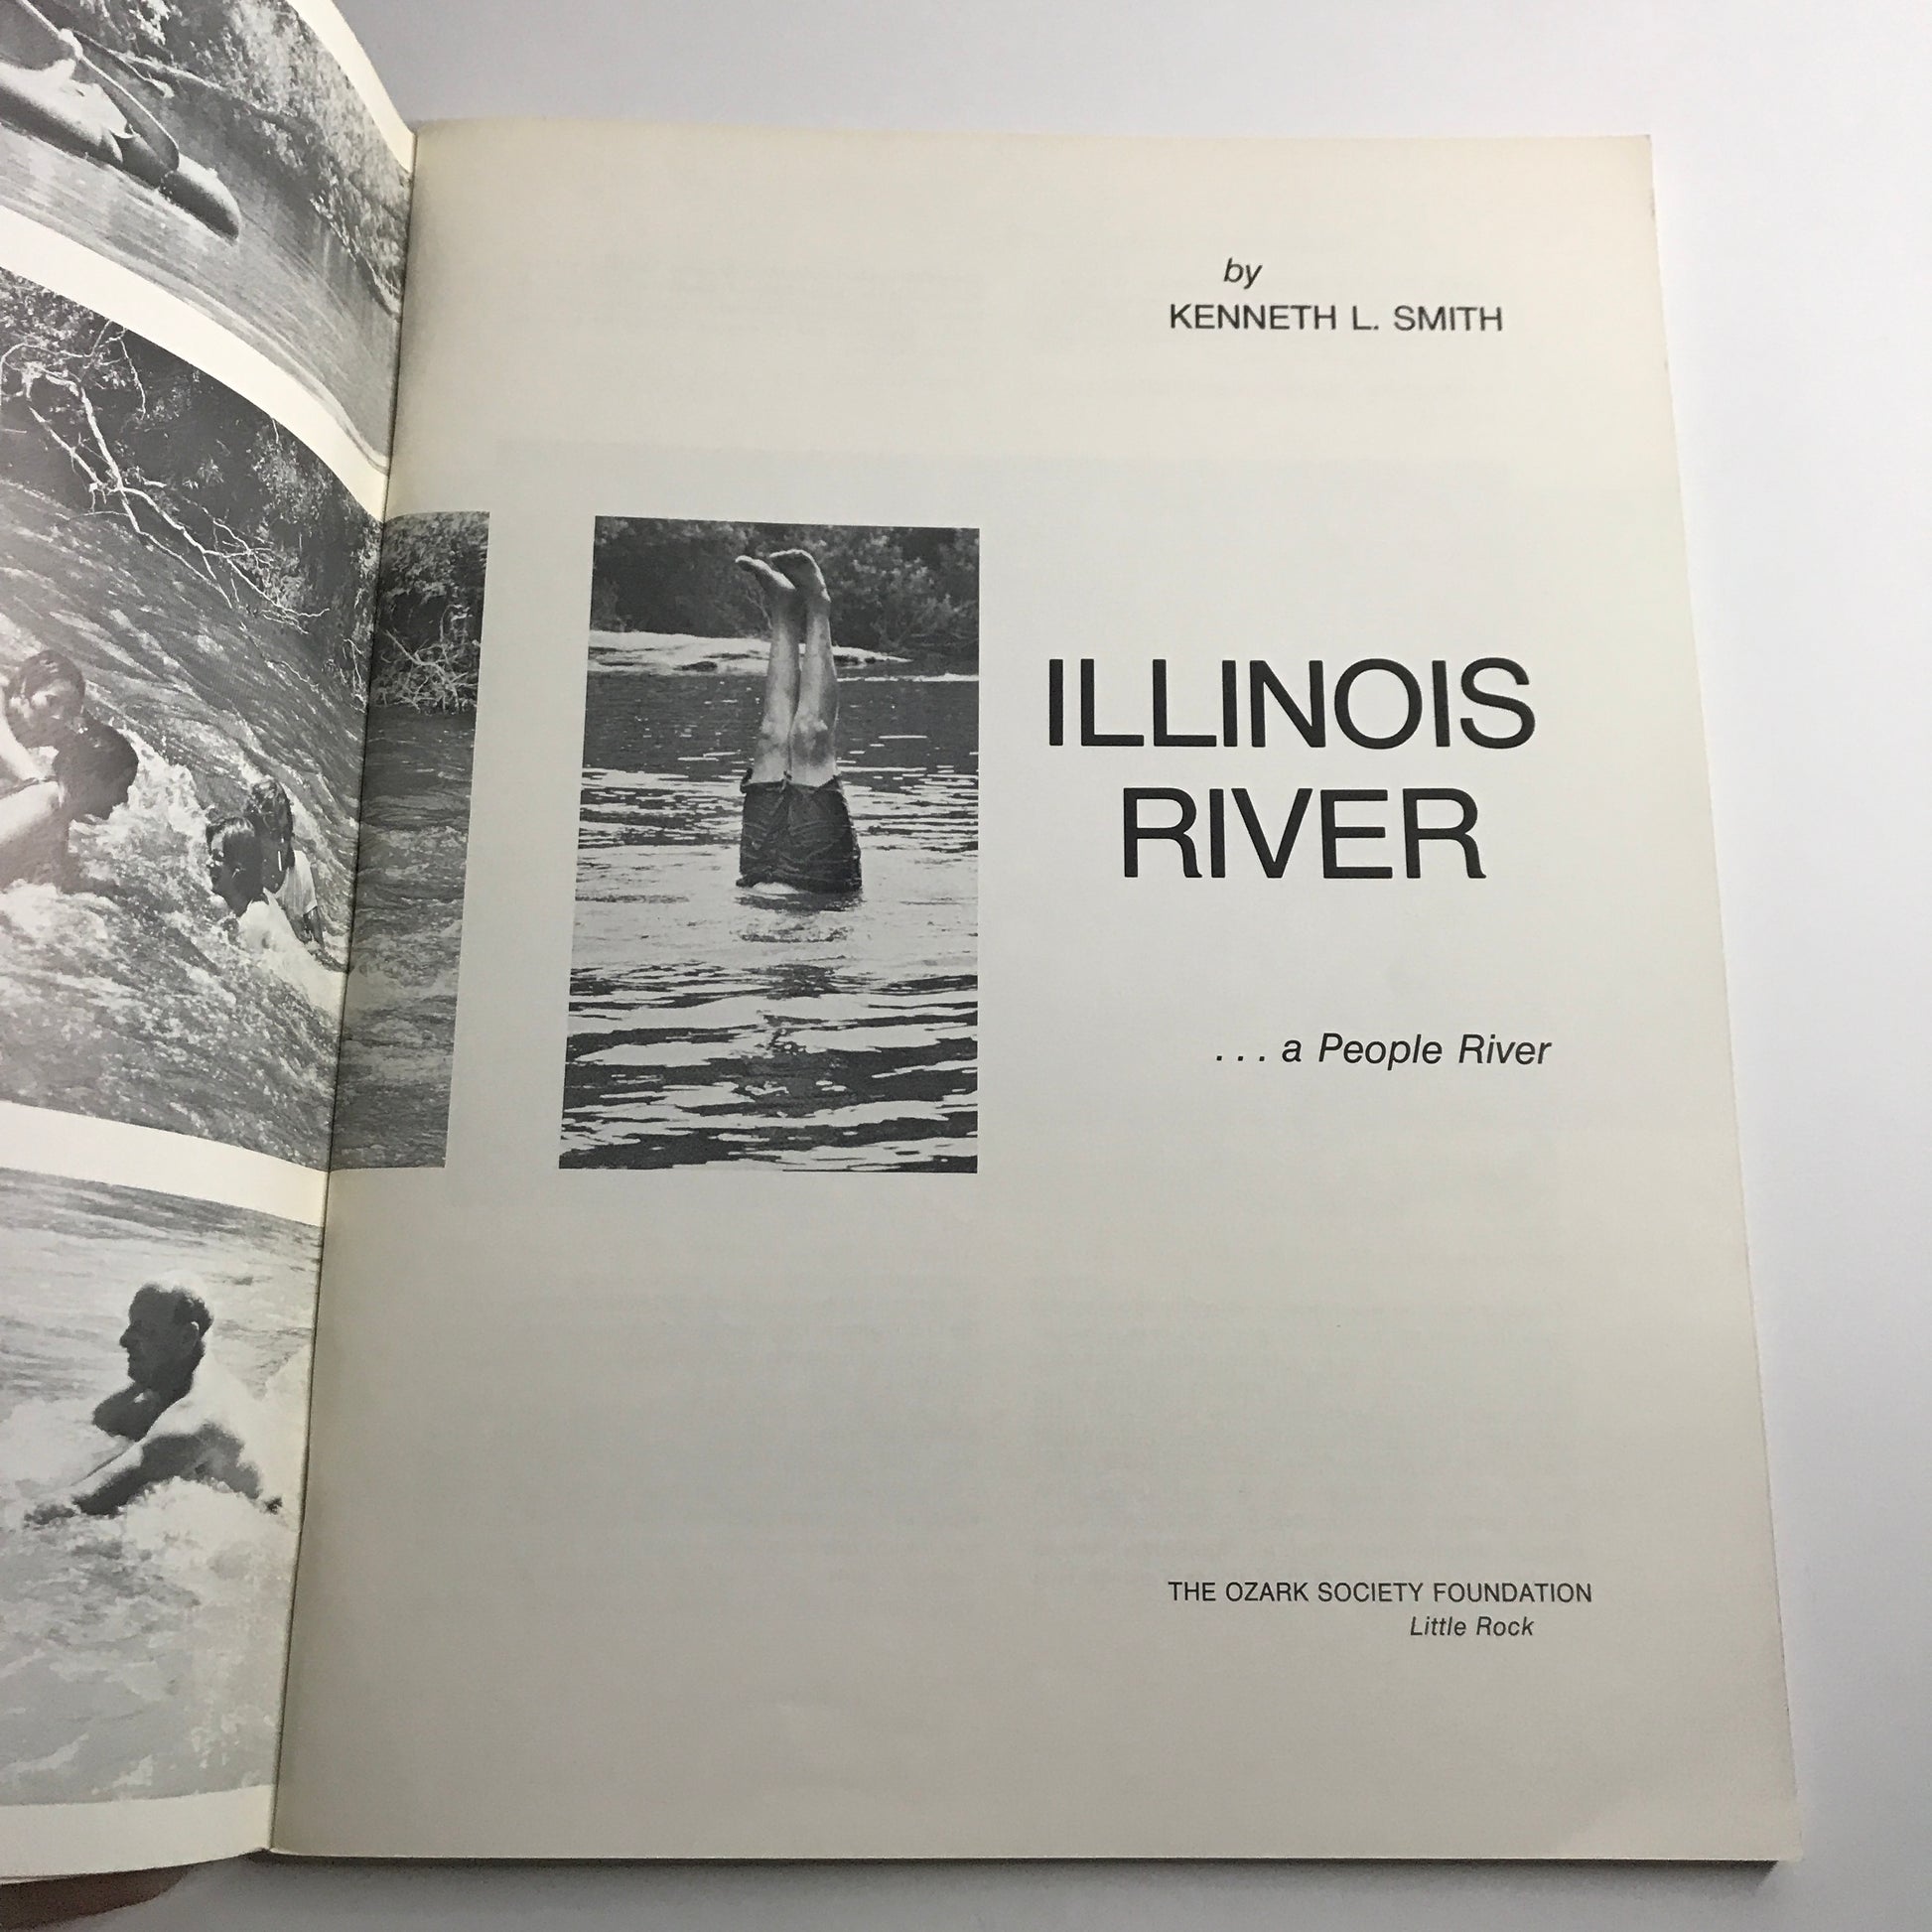 by
KENNETH L. SMITH
ILLINOIS
RIVER
. . . a People River
THE OZARK SOCIETY FOUNDATION
Little Rock